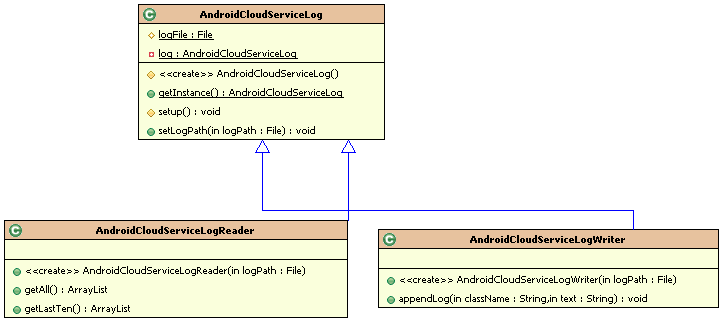 AndroidCloudServiceLog
logFile : File
log : AndroidCloudServiceLog
<<create>> AndroidCloudServiceLog()
getInstance() : AndroidCloudServiceLog
setup() : void
setLogPath(in logPath : File) : void
AndroidCloudServiceLogReader
<<create>> AndroidCloudServiceLogReader(in logPath : File)
getAll() : ArrayList
getLastTen() : ArrayList
AndroidCloudServiceLogWriter
<<create>> AndroidCloudServiceLogWriter(in logPath : File)
appendLog(in className : String,in text : String) : void